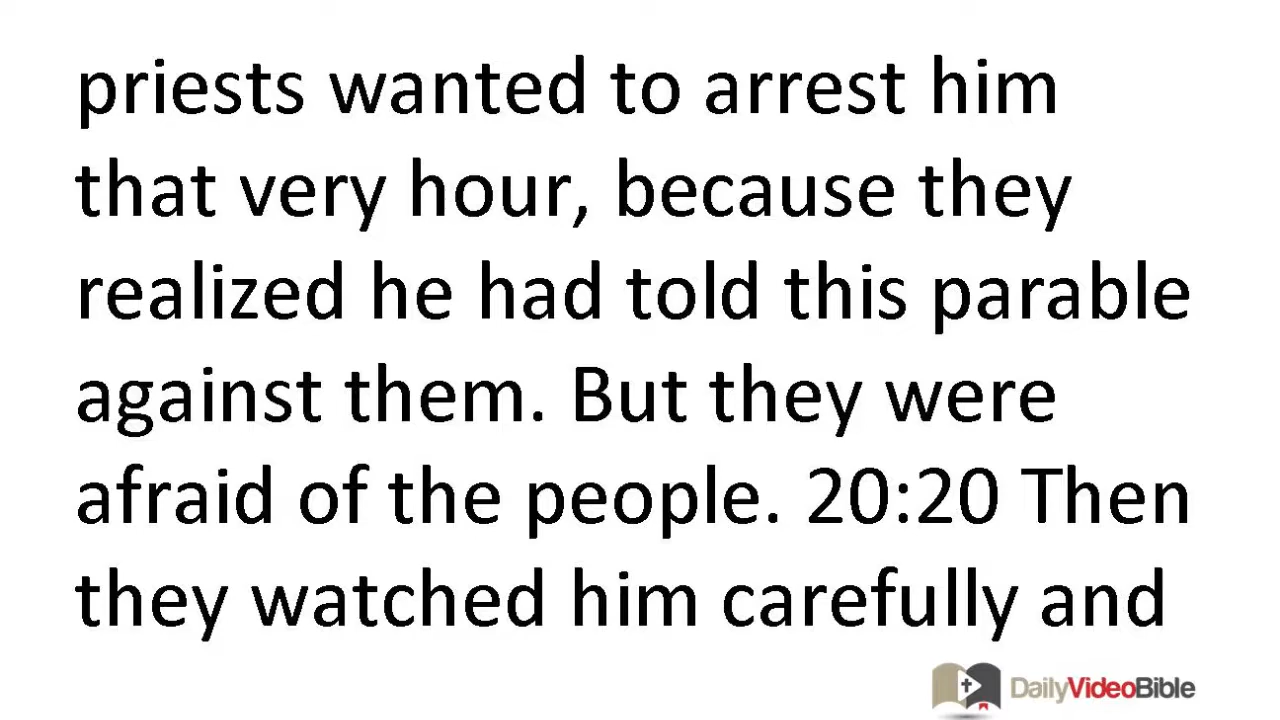 priests wanted to arrest him
that very hour, because they
realized he had told this parable
against them. But they were
afraid of the people. 20:20 Then
they watched him carefully and
DailyVideoBible